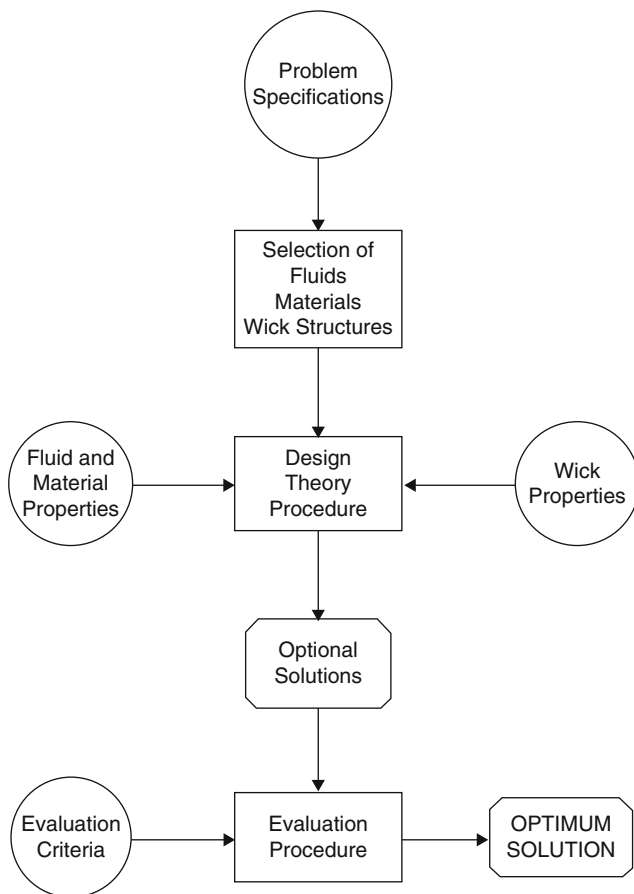 Problem
Specifications
Selection of
Fluids
Materials
Wick Structures
Fluid and
Material
Properties
Design
Theory
Procedure
Wick
Properties
Optional
Solutions
Evaluation
Criteria
Evaluation
Procedure
OPTIMUM
SOLUTION